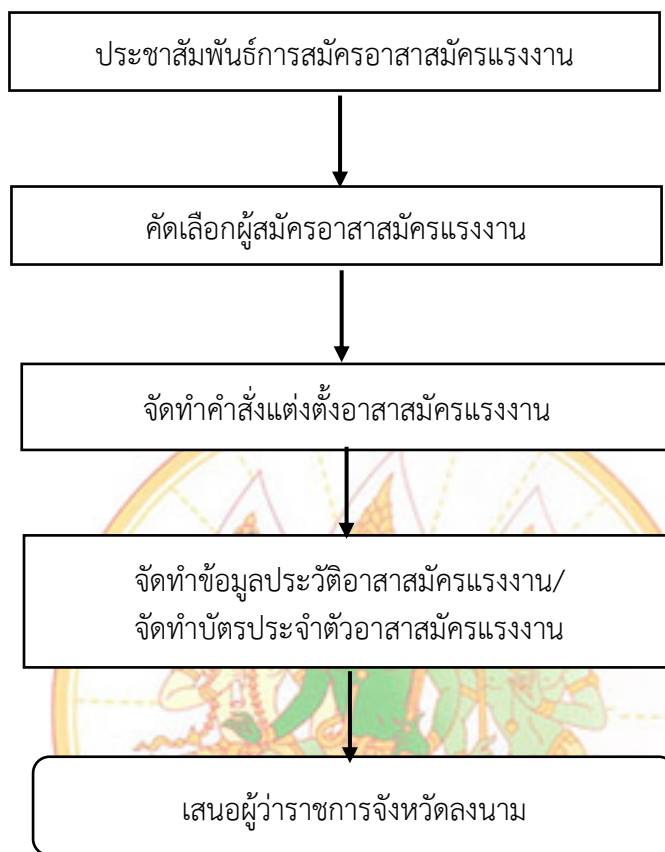 ประชาสัมพันธ์การสมัครอาสาสมัครแรงงาน
คัดเลือกผู้สมัครอาสาสมัครแรงงาน
จัดทำคำสั่งแต่งตั้งอาสาสมัครแรงงาน
จัดทำข้อมูลประวัติอาสาสมัครแรงงาน/
จัดทำบัตรประจำตัวอาสาสมัครแรงงาน
เสนอผู้ว่าราชการจังหวัดลงนาม